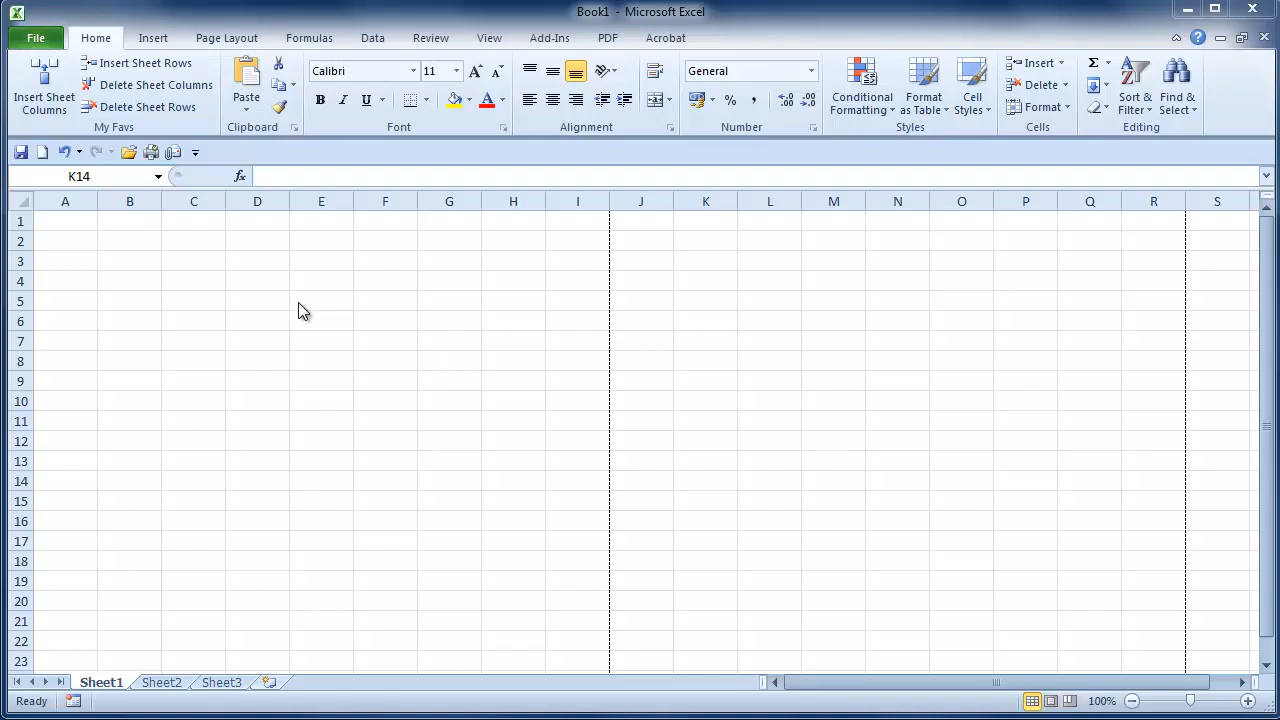 Book1 - Microsoft Excel
File Home Insert Page Layout Formulas Data Review View Add-Ins PDF Acrobat
Insert Sheet Columns
Insert Sheet Rows
Delete Sheet Columns
Delete Sheet Rows
My Favs
Paste
Clipboard
Calibri 11
B I U A
Font
Alignment
General
% ,
Number
Conditional Formatting
Format as Table
Cell Styles
Styles
Insert
Delete
Format
Cells
Σ
Sort & Filter
Find & Select
Editing
K14 fx
A B C D E F G H I J K L M N O P Q R S
1
2
3
4
5
6
7
8
9
10
11
12
13
14
15
16
17
18
19
20
21
22
23
Sheet1 Sheet2 Sheet3
Ready 100%